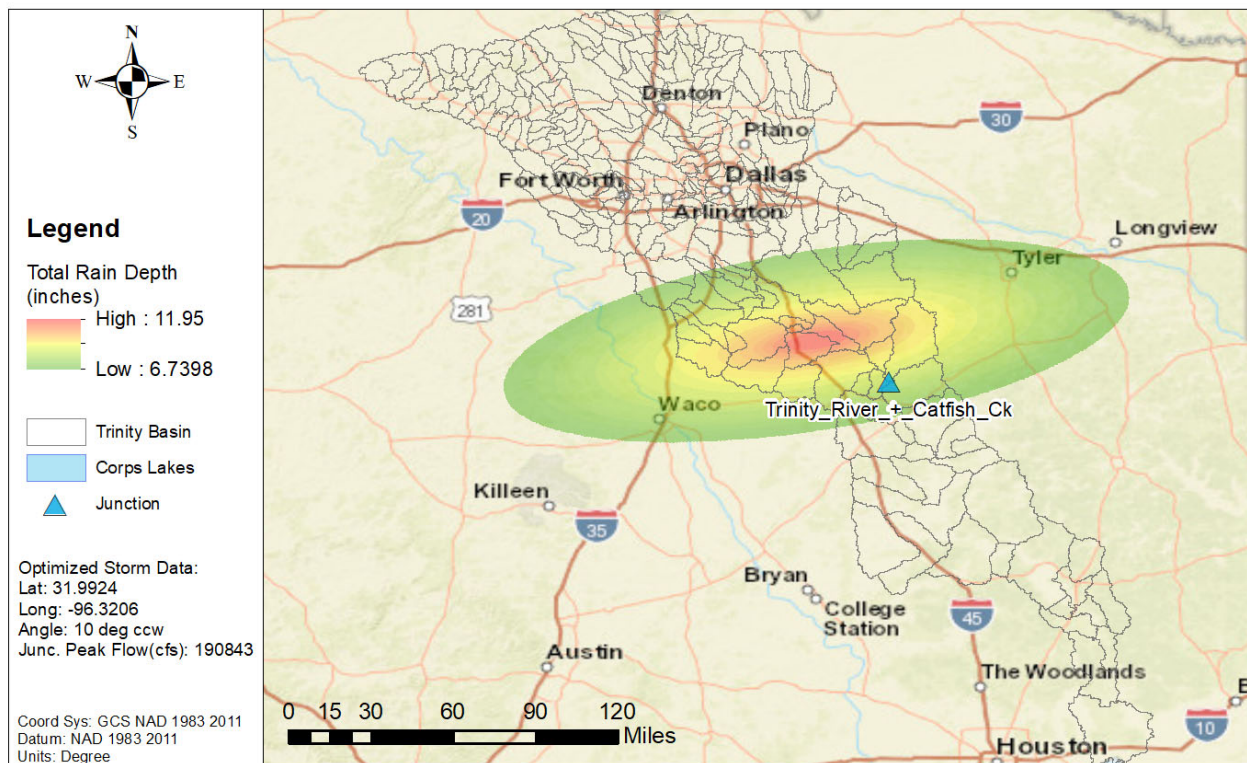 N
W
E
S
Legend
Total Rain Depth
(inches)
High : 11.95
Low : 6.7398
Trinity Basin
Corps Lakes
Junction
Optimized Storm Data:
Lat: 31.9924
Long: -96.3206
Angle: 10 deg ccw
Junc. Peak Flow(cfs): 190843
Coord Sys: GCS NAD 1983 2011
Datum: NAD 1983 2011
Units: Degree
Denton
Plano
30
Dallas
Fort Worth
Arlington
20
Longview
Tyler
281
Waco
Trinity_River_+_Catfish_Ck
Killeen
35
Bryan
College
Station
45
Austin
The Woodlands
10
Houston
0 15 30 60 90 120
Miles